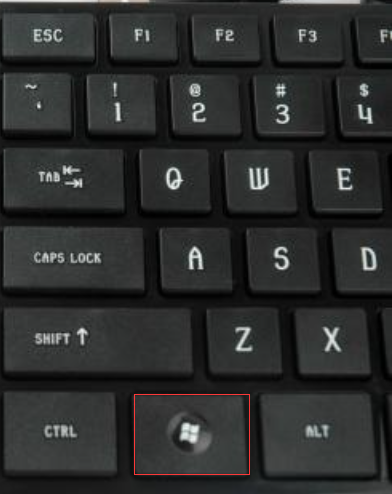 ESC F1 F2 F3
~ ! @ # $
` 1 2 3 4
TAB Q W E
CAPS LOCK A S D
SHIFT Z X
CTRL ALT